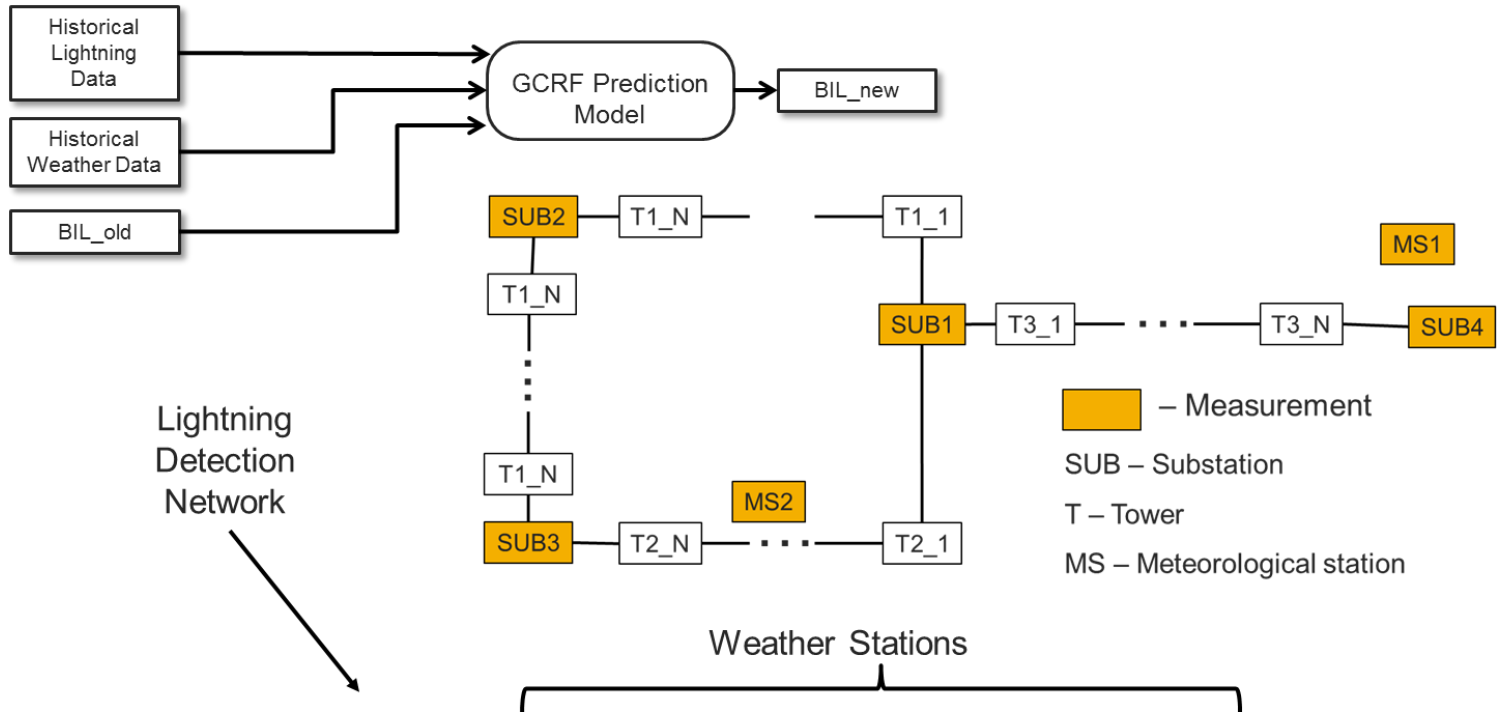 Historical
Lightning
Data
GCRF Prediction
Model
BIL_new
Historical
Weather Data
BIL_old
SUB2
T1_N
T1_1
MS1
T1_N
SUB1
T3_1
T3_N
SUB4
– Measurement
SUB – Substation
T – Tower
MS – Meteorological station
Lightning
Detection
Network
T1_N
MS2
SUB3
T2_N
T2_1
Weather Stations